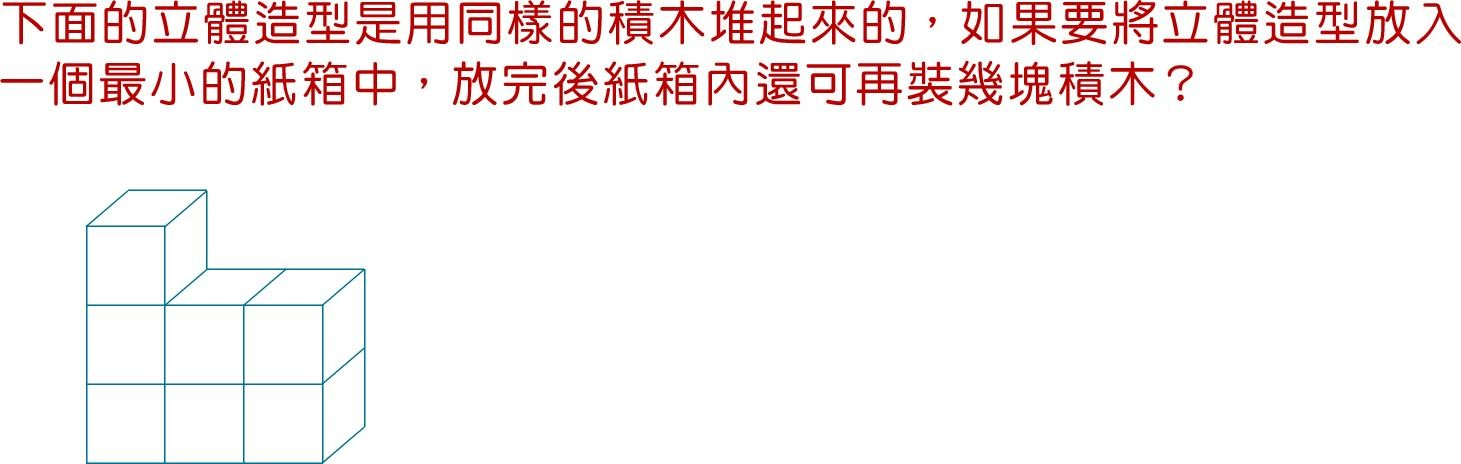 下面的立體造型是用同樣的積木堆起來的，如果要將立體造型放入
一個最小的紙箱中，放完後紙箱內還可再裝幾塊積木？